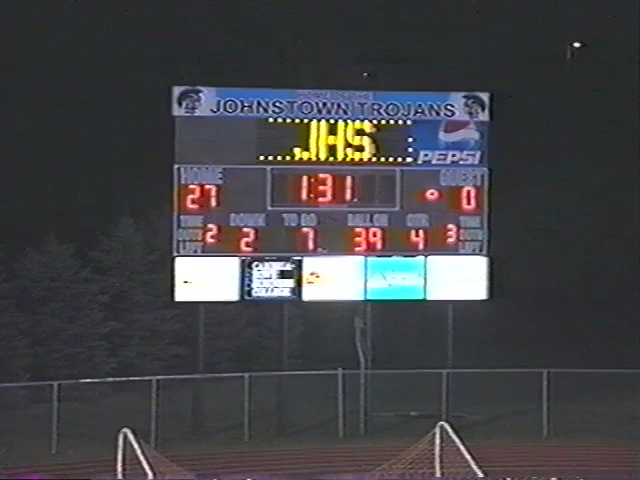 JOHNSTOWN TROJANS
JHS
PEPSI
HOME
GUEST
27
1:31
0
TIME OUTS LEFT
2
DOWN
2
TO GO
7
BALL ON
39
QTR
4
3
TIME OUTS LEFT
COLLEGE